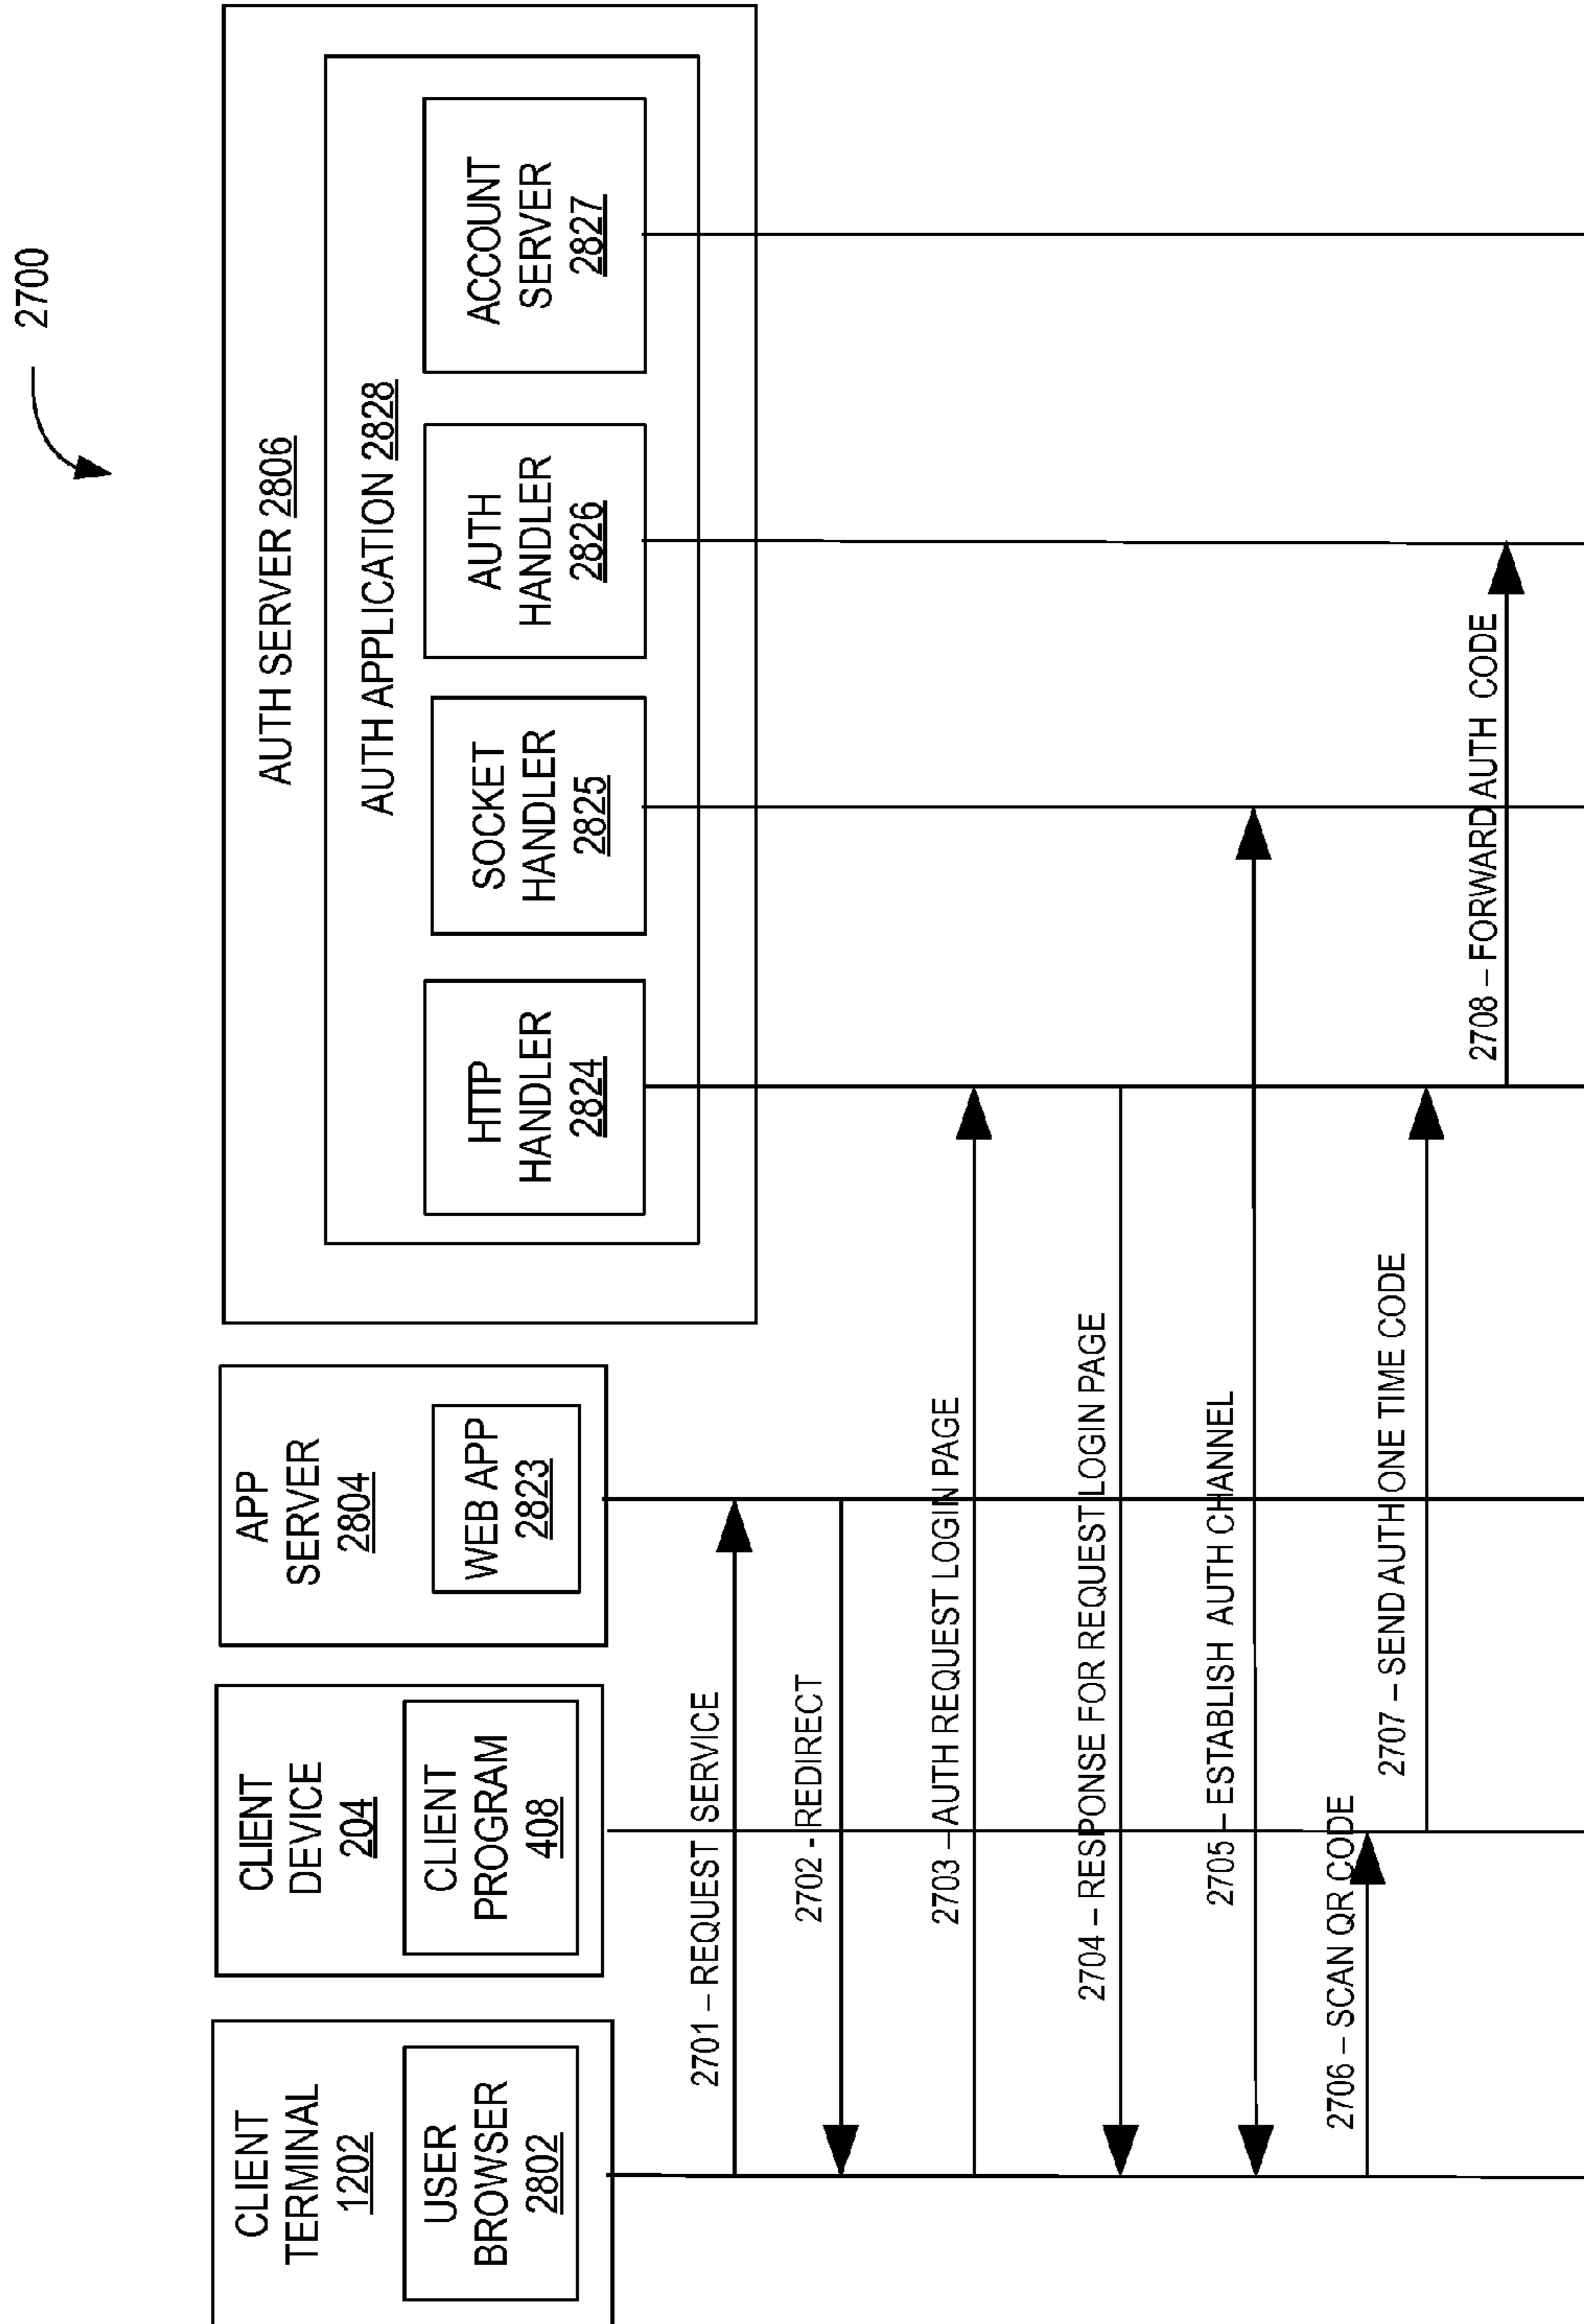 2700
CLIENT
TERMINAL
1202
USER
BROWSER
2802
CLIENT
DEVICE
204
CLIENT
PROGRAM
408
APP
SERVER
2804
WEB APP
2823
AUTH SERVER 2806
AUTH APPLICATION 2828
HTTP
HANDLER
2824
SOCKET
HANDLER
2825
AUTH
HANDLER
2826
ACCOUNT
SERVER
2827
2701 – REQUEST SERVICE
2702 - REDIRECT
2703 – AUTH REQUEST LOGIN PAGE
2704 – RESPONSE FOR REQUEST LOGIN PAGE
2705 – ESTABLISH AUTH CHANNEL
2706 – SCAN QR CODE
2707 – SEND AUTH ONE TIME CODE
2708 – FORWARD AUTH CODE